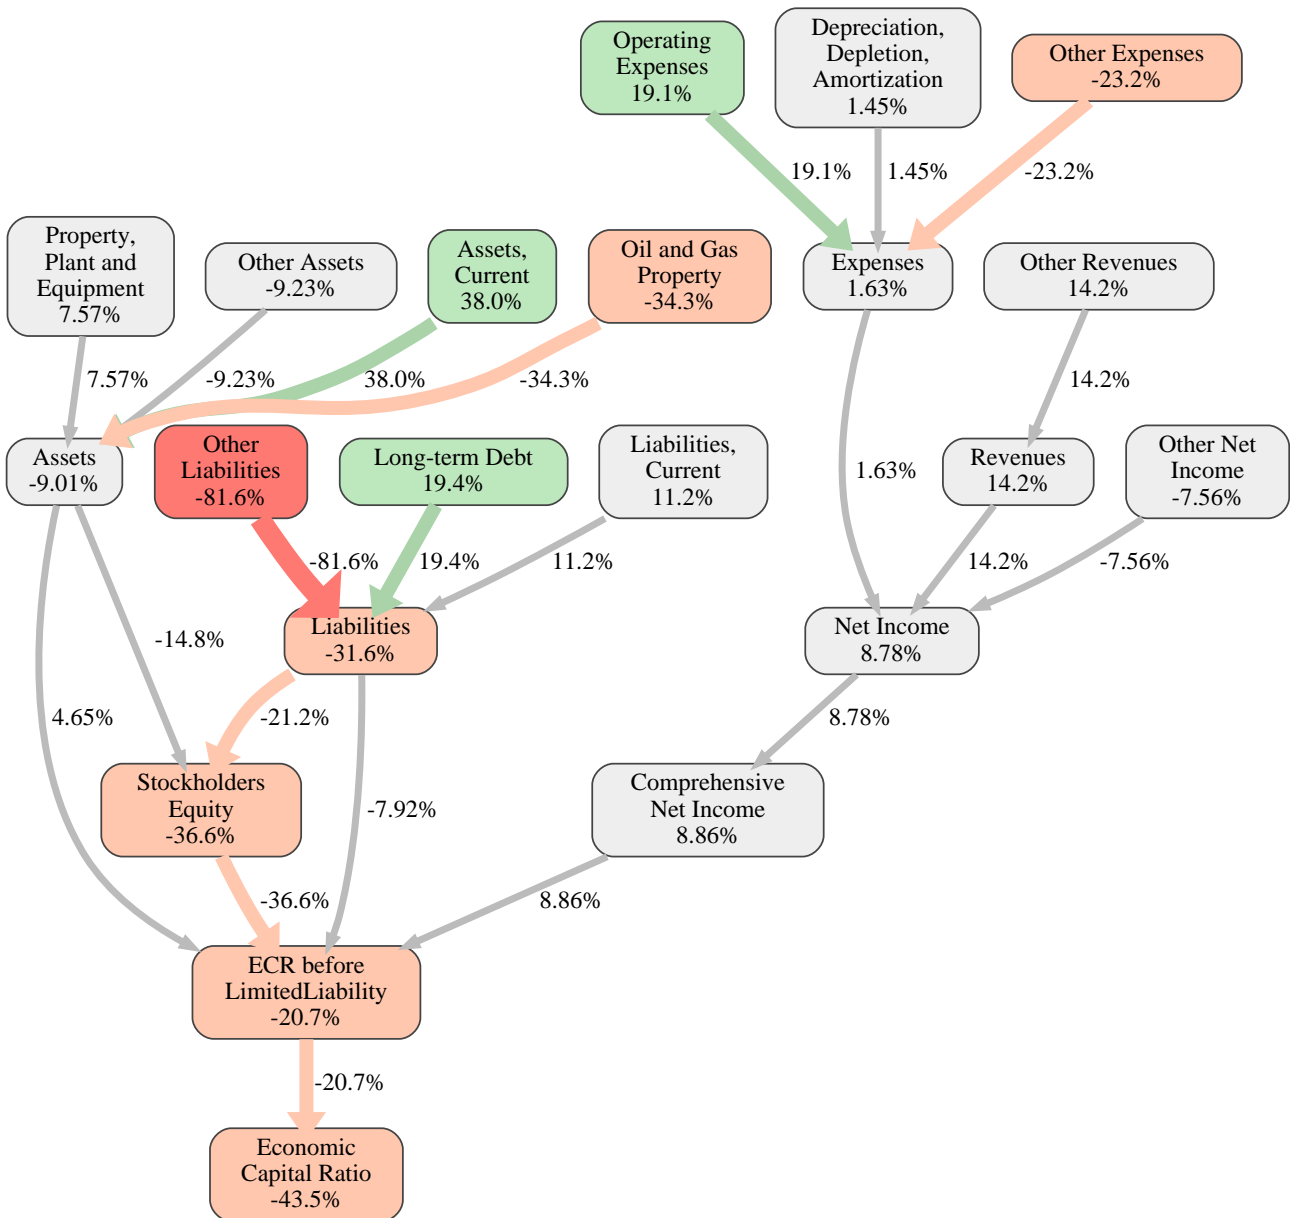 Operating
Expenses
19.1%
Depreciation,
Depletion,
Amortization
1.45%
Other Expenses
-23.2%
19.1%
1.45%
-23.2%
Property,
Plant and
Equipment
7.57%
Other Assets
-9.23%
Assets,
Current
38.0%
Oil and Gas
Property
-34.3%
Expenses
1.63%
Other Revenues
14.2%
7.57%
-9.23%
38.0%
-34.3%
14.2%
Assets
-9.01%
Other
Liabilities
-81.6%
Long-term Debt
19.4%
Liabilities,
Current
11.2%
1.63%
Revenues
14.2%
Other Net
Income
-7.56%
-81.6%
19.4%
11.2%
14.2%
-7.56%
-14.8%
Liabilities
-31.6%
Net Income
8.78%
4.65%
-21.2%
8.78%
Stockholders
Equity
-36.6%
-7.92%
Comprehensive
Net Income
8.86%
-36.6%
8.86%
ECR before
LimitedLiability
-20.7%
-20.7%
Economic
Capital Ratio
-43.5%